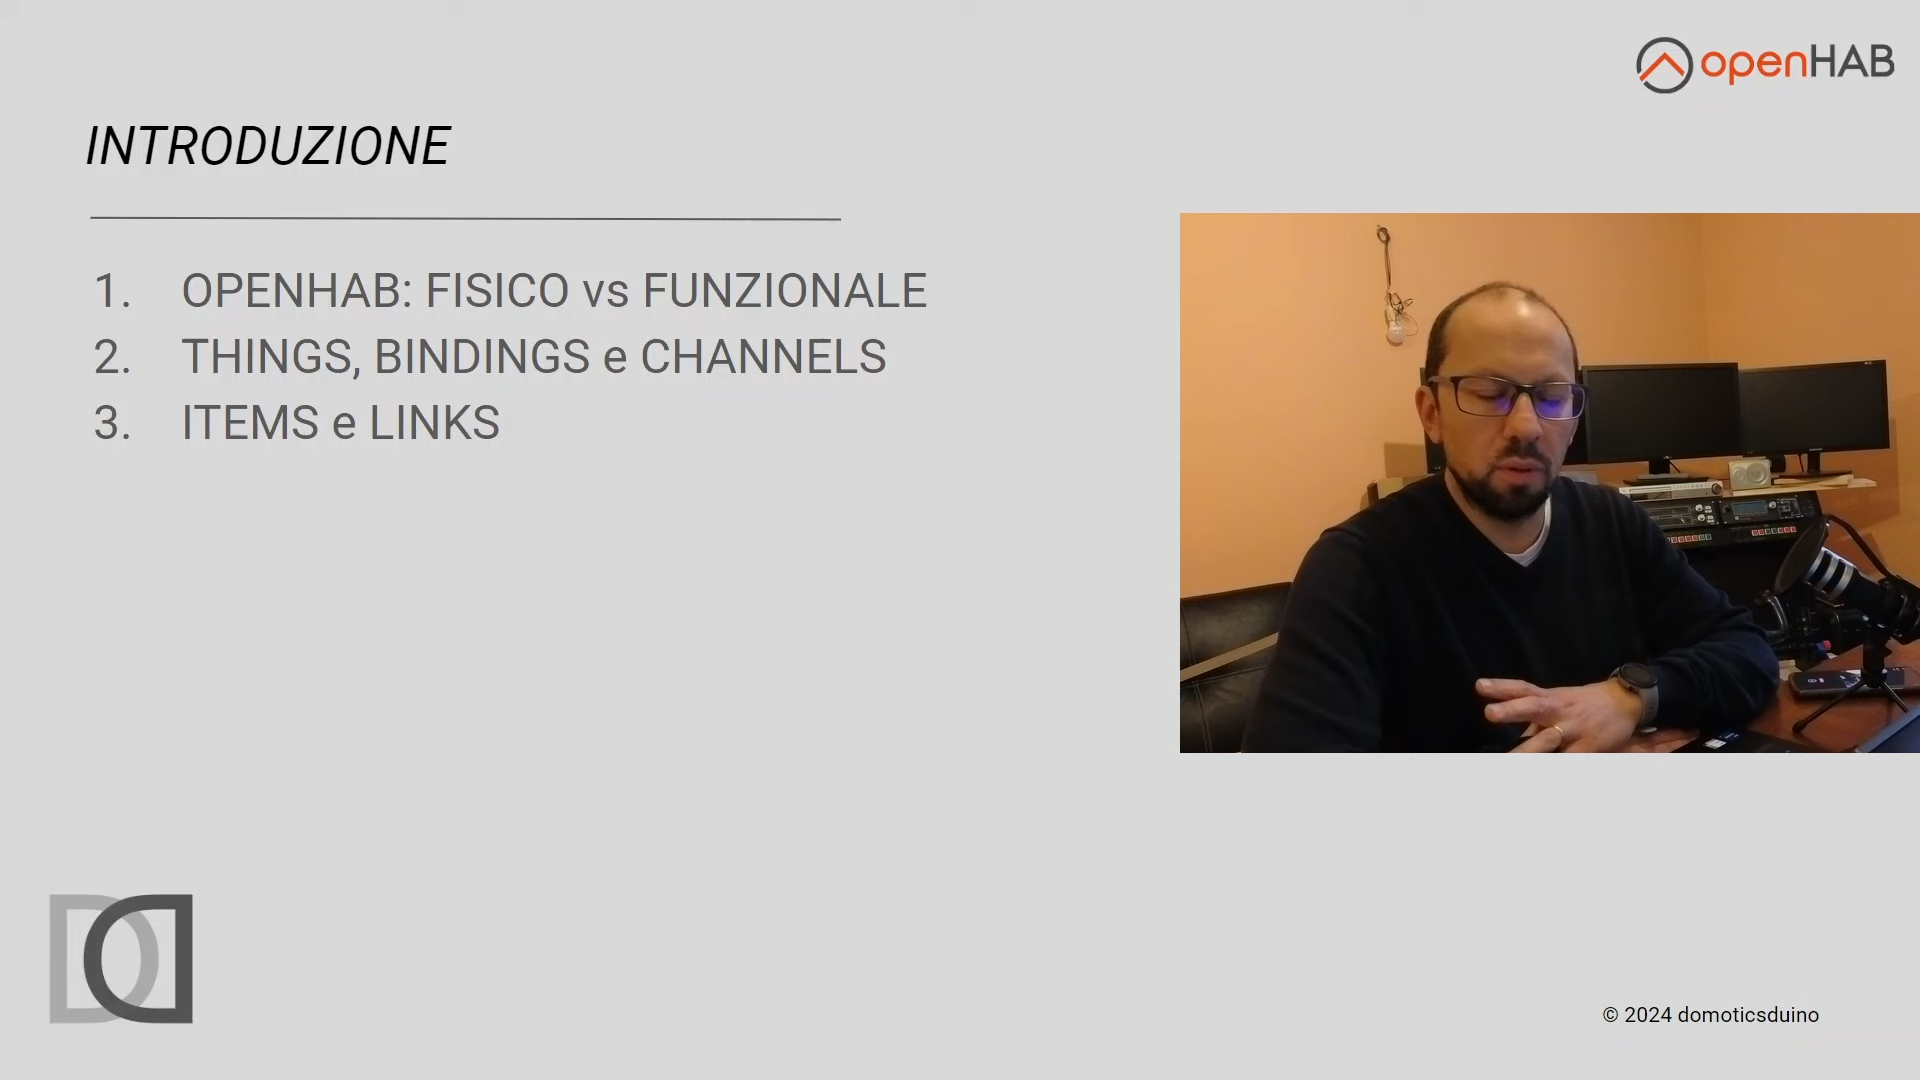 openHAB
INTRODUZIONE
1. OPENHAB: FISICO vs FUNZIONALE
2. THINGS, BINDINGS e CHANNELS
3. ITEMS e LINKS
© 2024 domoticsduino